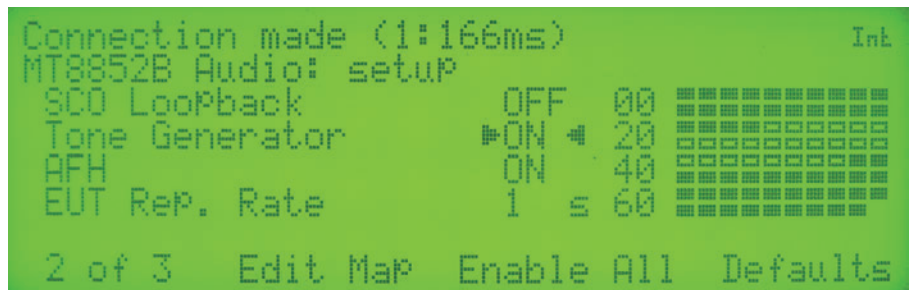 Connection made (1:166ms) Int
MT8852B Audio: setup
SCO Loopback OFF 00
Tone Generator ON 20
AFH ON 40
EUT Rep. Rate 1 s 60
2 of 3 Edit Map Enable All Defaults